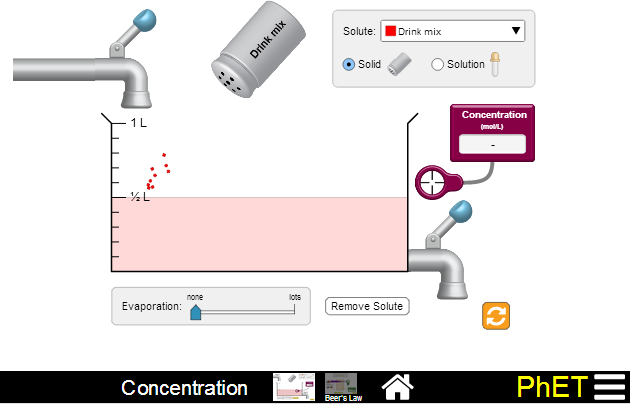 Drink mix
Solute: Drink mix
Solid
Solution
Concentration
(mol/L)
-
1 L
½ L
Evaporation:
none
lots
Remove Solute
Concentration
Beer's Law
PhET